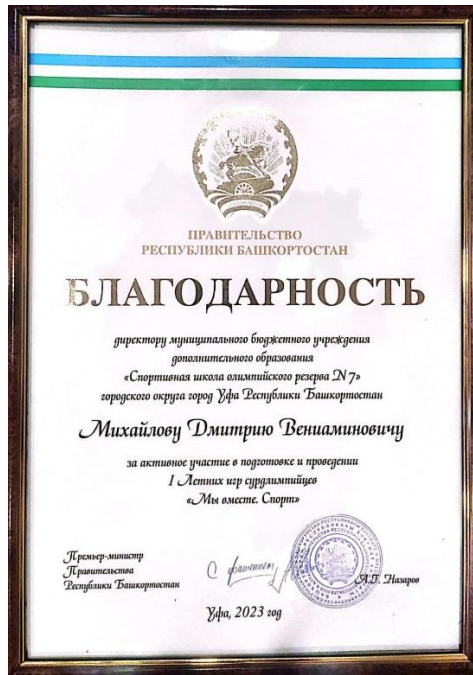 ПРАВИТЕЛЬСТВО
РЕСПУБЛИКИ БАШКОРТОСТАН
БЛАГОДАРНОСТЬ
директору муниципального бюджетного учреждения
дополнительного образования
«Спортивная школа олимпийского резерва N 7»
городского округа город Уфа Республики Башкортостан
Михайлову Дмитрию Вениаминовичу
за активное участие в подготовке и проведении
I Летних игр сурдлимпийцев
«Мы вместе. Спорт»
Премьер-министр
Правительства
Республики Башкортостан
С уважением,
А.Г. Назаров
Уфа, 2023 год